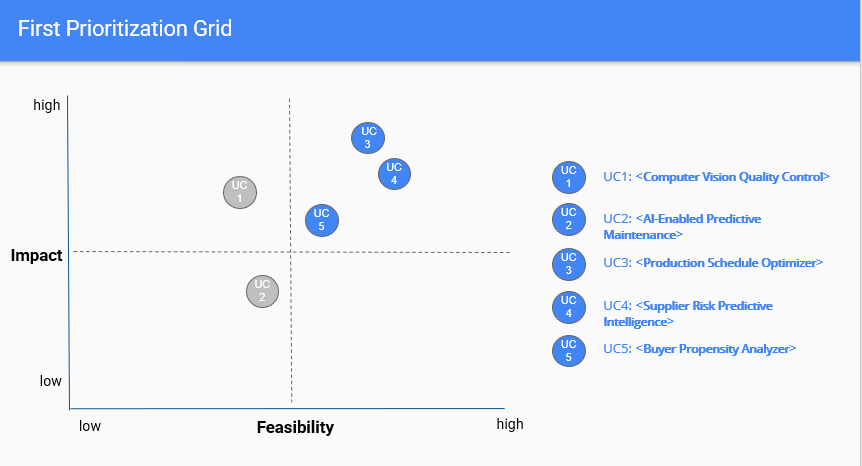 First Prioritization Grid
high
UC
3
UC
4
UC
1
UC
5
Impact
UC
2
low
low
Feasibility
high
UC
1
UC1: <Computer Vision Quality Control>
UC
2
UC2: <AI-Enabled Predictive
Maintenance>
UC
3
UC3: <Production Schedule Optimizer>
UC
4
UC4: <Supplier Risk Predictive
Intelligence>
UC
5
UC5: <Buyer Propensity Analyzer>